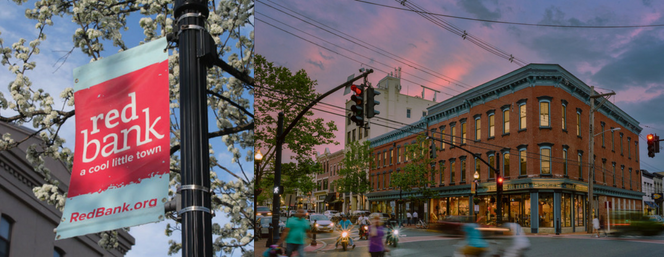 red
bank
a cool little town
RedBank.org